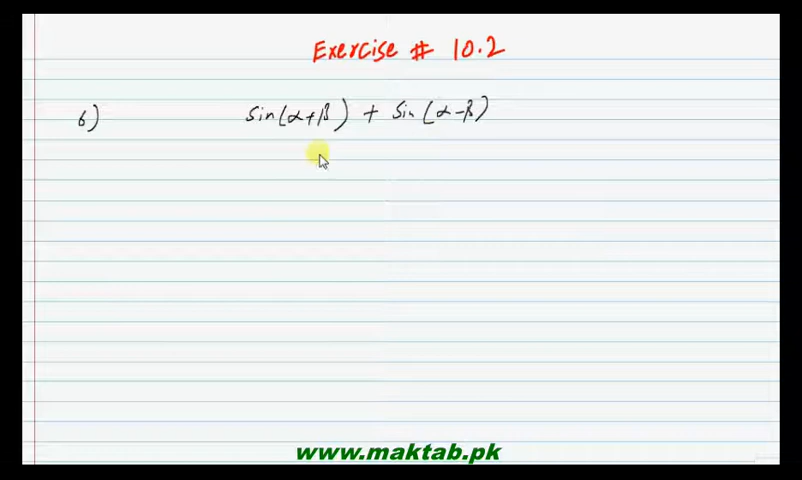 Exercise # 10.2
6) sin(α+β) + sin(α-β)
www.maktab.pk